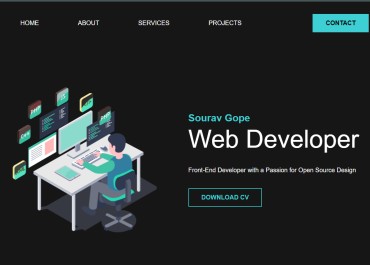 HOME ABOUT SERVICES PROJECTS CONTACT
Sourav Gope
Web Developer
Front-End Developer with a Passion for Open Source Design
DOWNLOAD CV